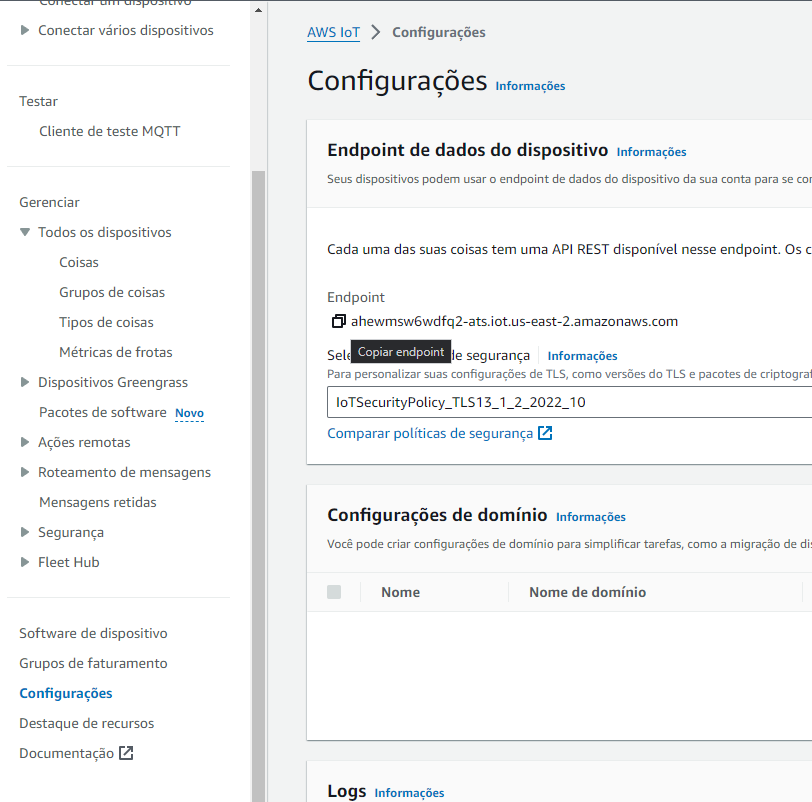 Conectar um dispositivo
Conectar vários dispositivos
Testar
Cliente de teste MQTT
Gerenciar
Todos os dispositivos
Coisas
Grupos de coisas
Tipos de coisas
Métricas de frotas
Dispositivos Greengrass
Pacotes de software Novo
Ações remotas
Roteamento de mensagens
Mensagens retidas
Segurança
Fleet Hub
Software de dispositivo
Grupos de faturamento
Configurações
Destaque de recursos
Documentação
AWS IoT > Configurações
Configurações Informações
Endpoint de dados do dispositivo Informações
Seus dispositivos podem usar o endpoint de dados do dispositivo da sua conta para se
Cada uma das suas coisas tem uma API REST disponível nesse endpoint. Os
Endpoint
ahewmsw6wdfq2-ats.iot.us-east-2.amazonaws.com
Copiar endpoint
de segurança Informações
Para personalizar suas configurações de TLS, como versões do TLS e pacotes de
IoTSecurityPolicy_TLS13_1_2_2022_10
Comparar políticas de segurança
Configurações de domínio Informações
Você pode criar configurações de domínio para simplificar tarefas, como a migração de
Nome Nome de domínio
Logs Informações